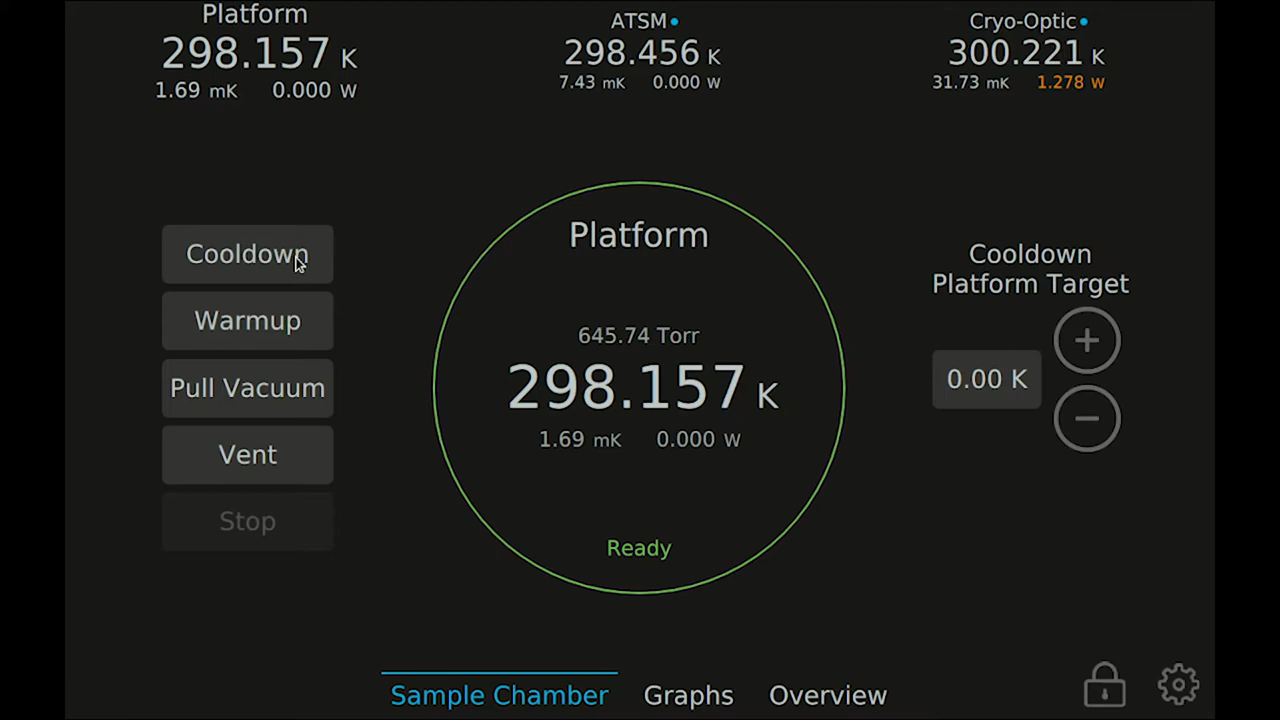 Platform
298.157 K
1.69 mK 0.000 W
ATSM
298.456 K
7.43 mK 0.000 W
Cryo-Optic
300.221 K
31.73 mK 1.278 W
Cooldown
Warmup
Pull Vacuum
Vent
Stop
Platform
645.74 Torr
298.157 K
1.69 mK 0.000 W
Ready
Cooldown
Platform Target
0.00 K
+
−
Sample Chamber Graphs Overview